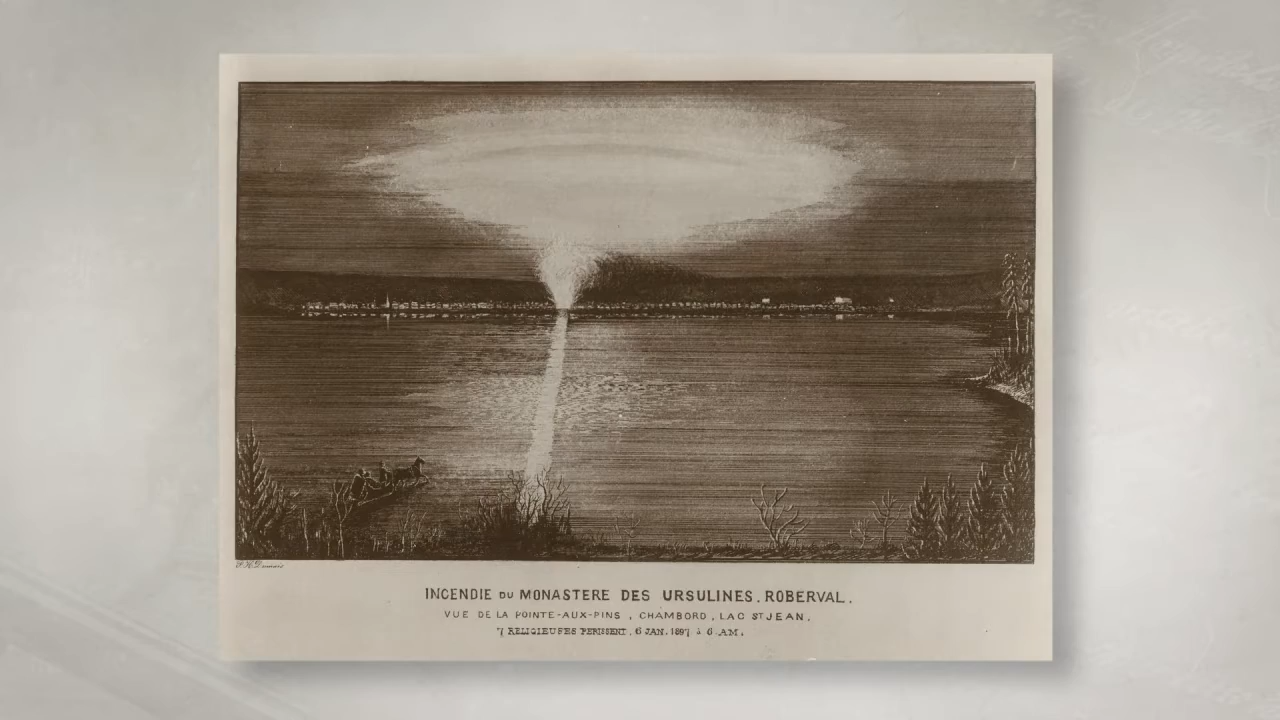 P.H. Dumais
INCENDIE DU MONASTERE DES URSULINES. ROBERVAL.
VUE DE LA POINTE-AUX-PINS, CHAMBORD, LAC ST JEAN.
7 RELIGIEUSES PERISSENT, 6 JAN. 1897 à 6 A.M.